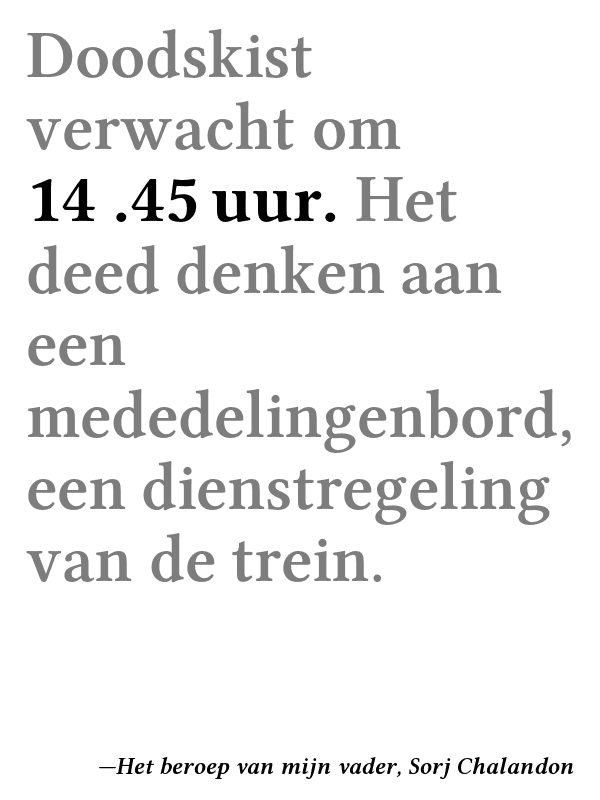 Doodskist
verwacht om
14 .45 uur. Het
deed denken aan
een
mededelingenbord,
een dienstregeling
van de trein.
—Het beroep van mijn vader, Sorj Chalandon